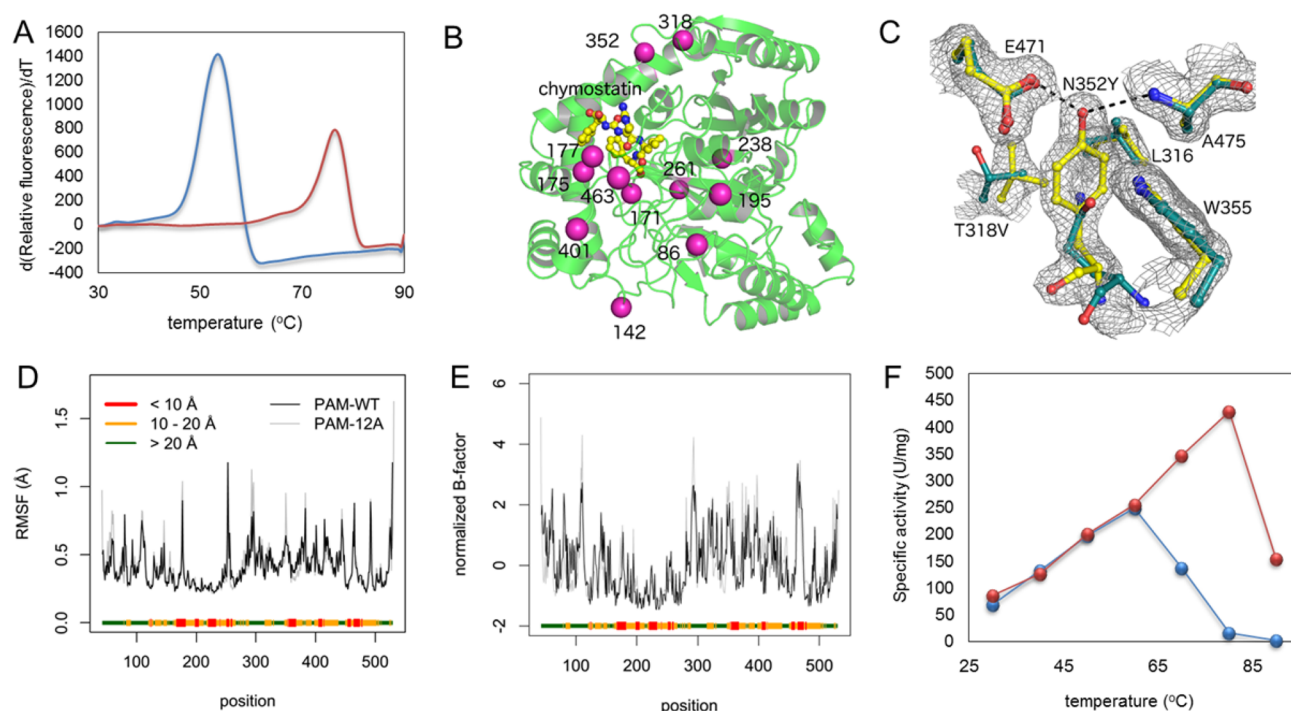 A
d(Relative fluorescence)/dT
1600
1400
1200
1000
800
600
400
200
0
-200
-400
30
50
70
90
temperature (°C)
B
318
352
chymostatin
177
175
463
171
261
238
195
401
86
142
C
E471
N352Y
A475
L316
T318V
W355
D
RMSF (Å)
1.5
1.0
0.5
0.0
< 10 Å
10 - 20 Å
> 20 Å
PAM-WT
PAM-12A
100
200
300
400
500
position
E
normalized B-factor
6
4
2
0
-2
100
200
300
400
500
position
F
Specific activity (U/mg)
500
450
400
350
300
250
200
150
100
50
0
25
45
65
85
temperature (°C)